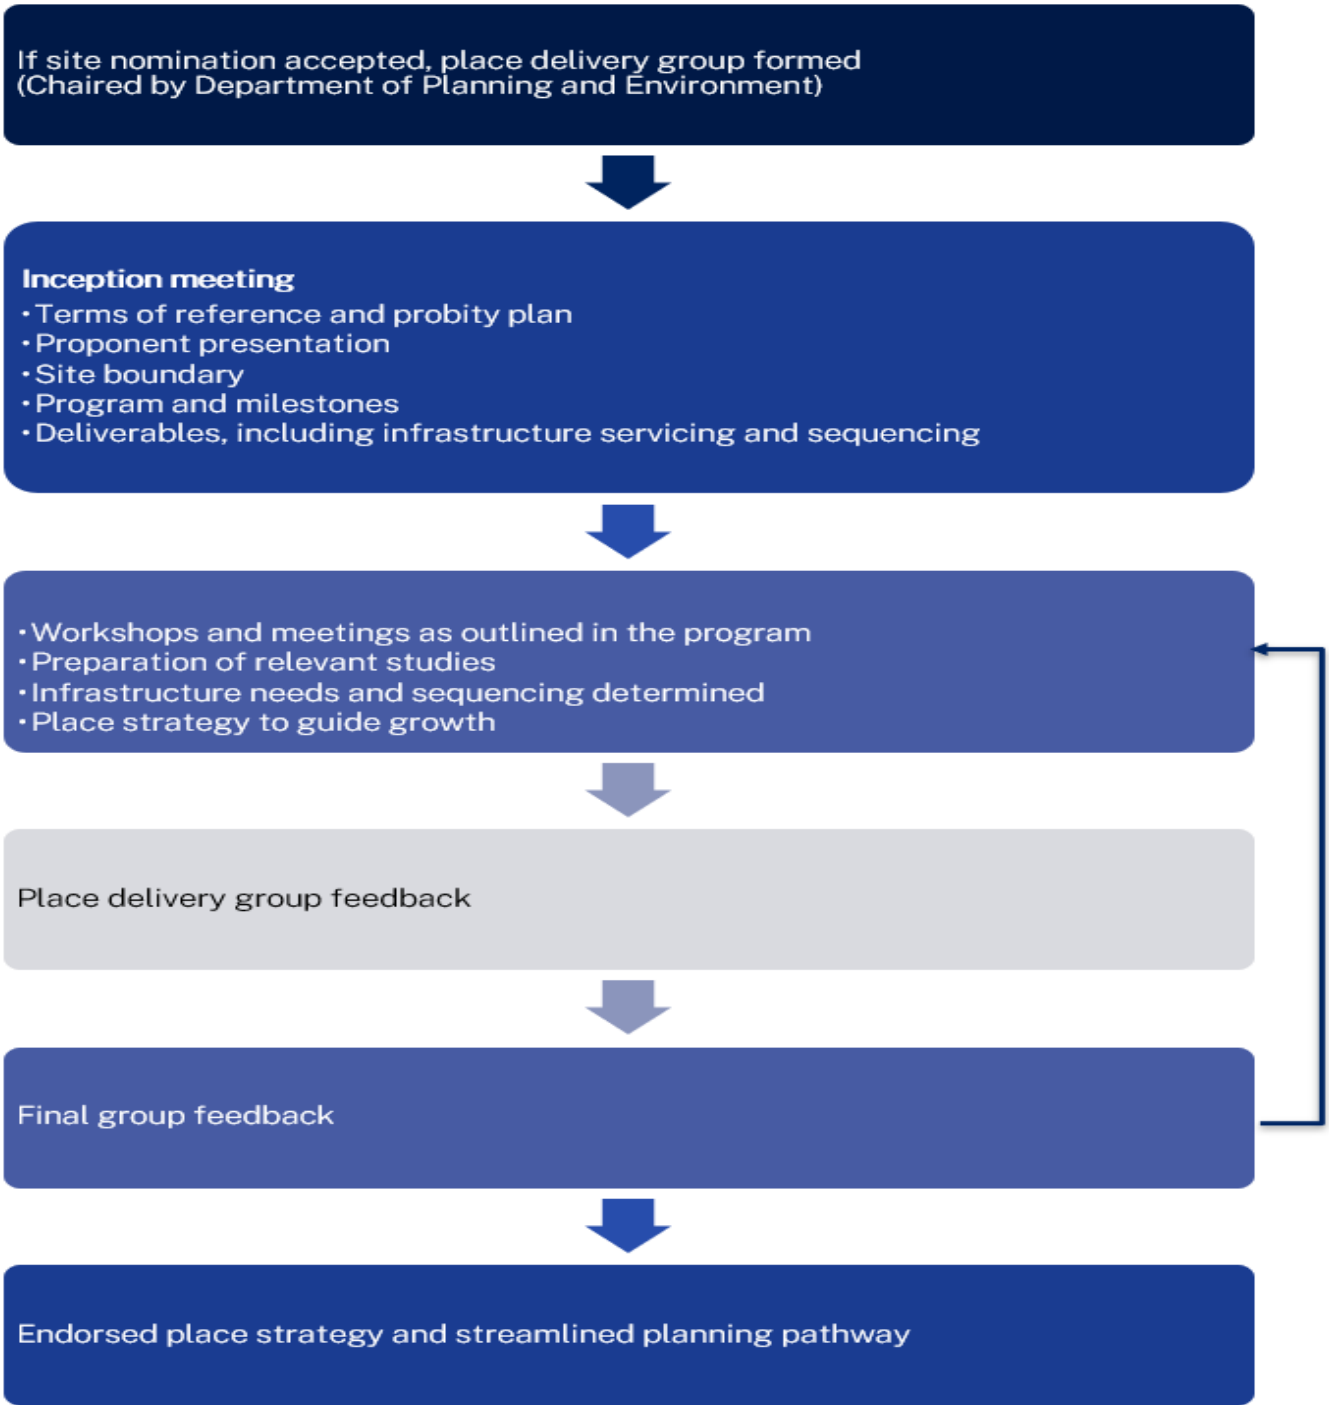 If site nomination accepted, place delivery group formed
(Chaired by Department of Planning and Environment)
Inception meeting
•Terms of reference and probity plan
•Proponent presentation
•Site boundary
•Program and milestones
•Deliverables, including infrastructure servicing and sequencing
•Workshops and meetings as outlined in the program
•Preparation of relevant studies
•Infrastructure needs and sequencing determined
•Place strategy to guide growth
Place delivery group feedback
Final group feedback
Endorsed place strategy and streamlined planning pathway